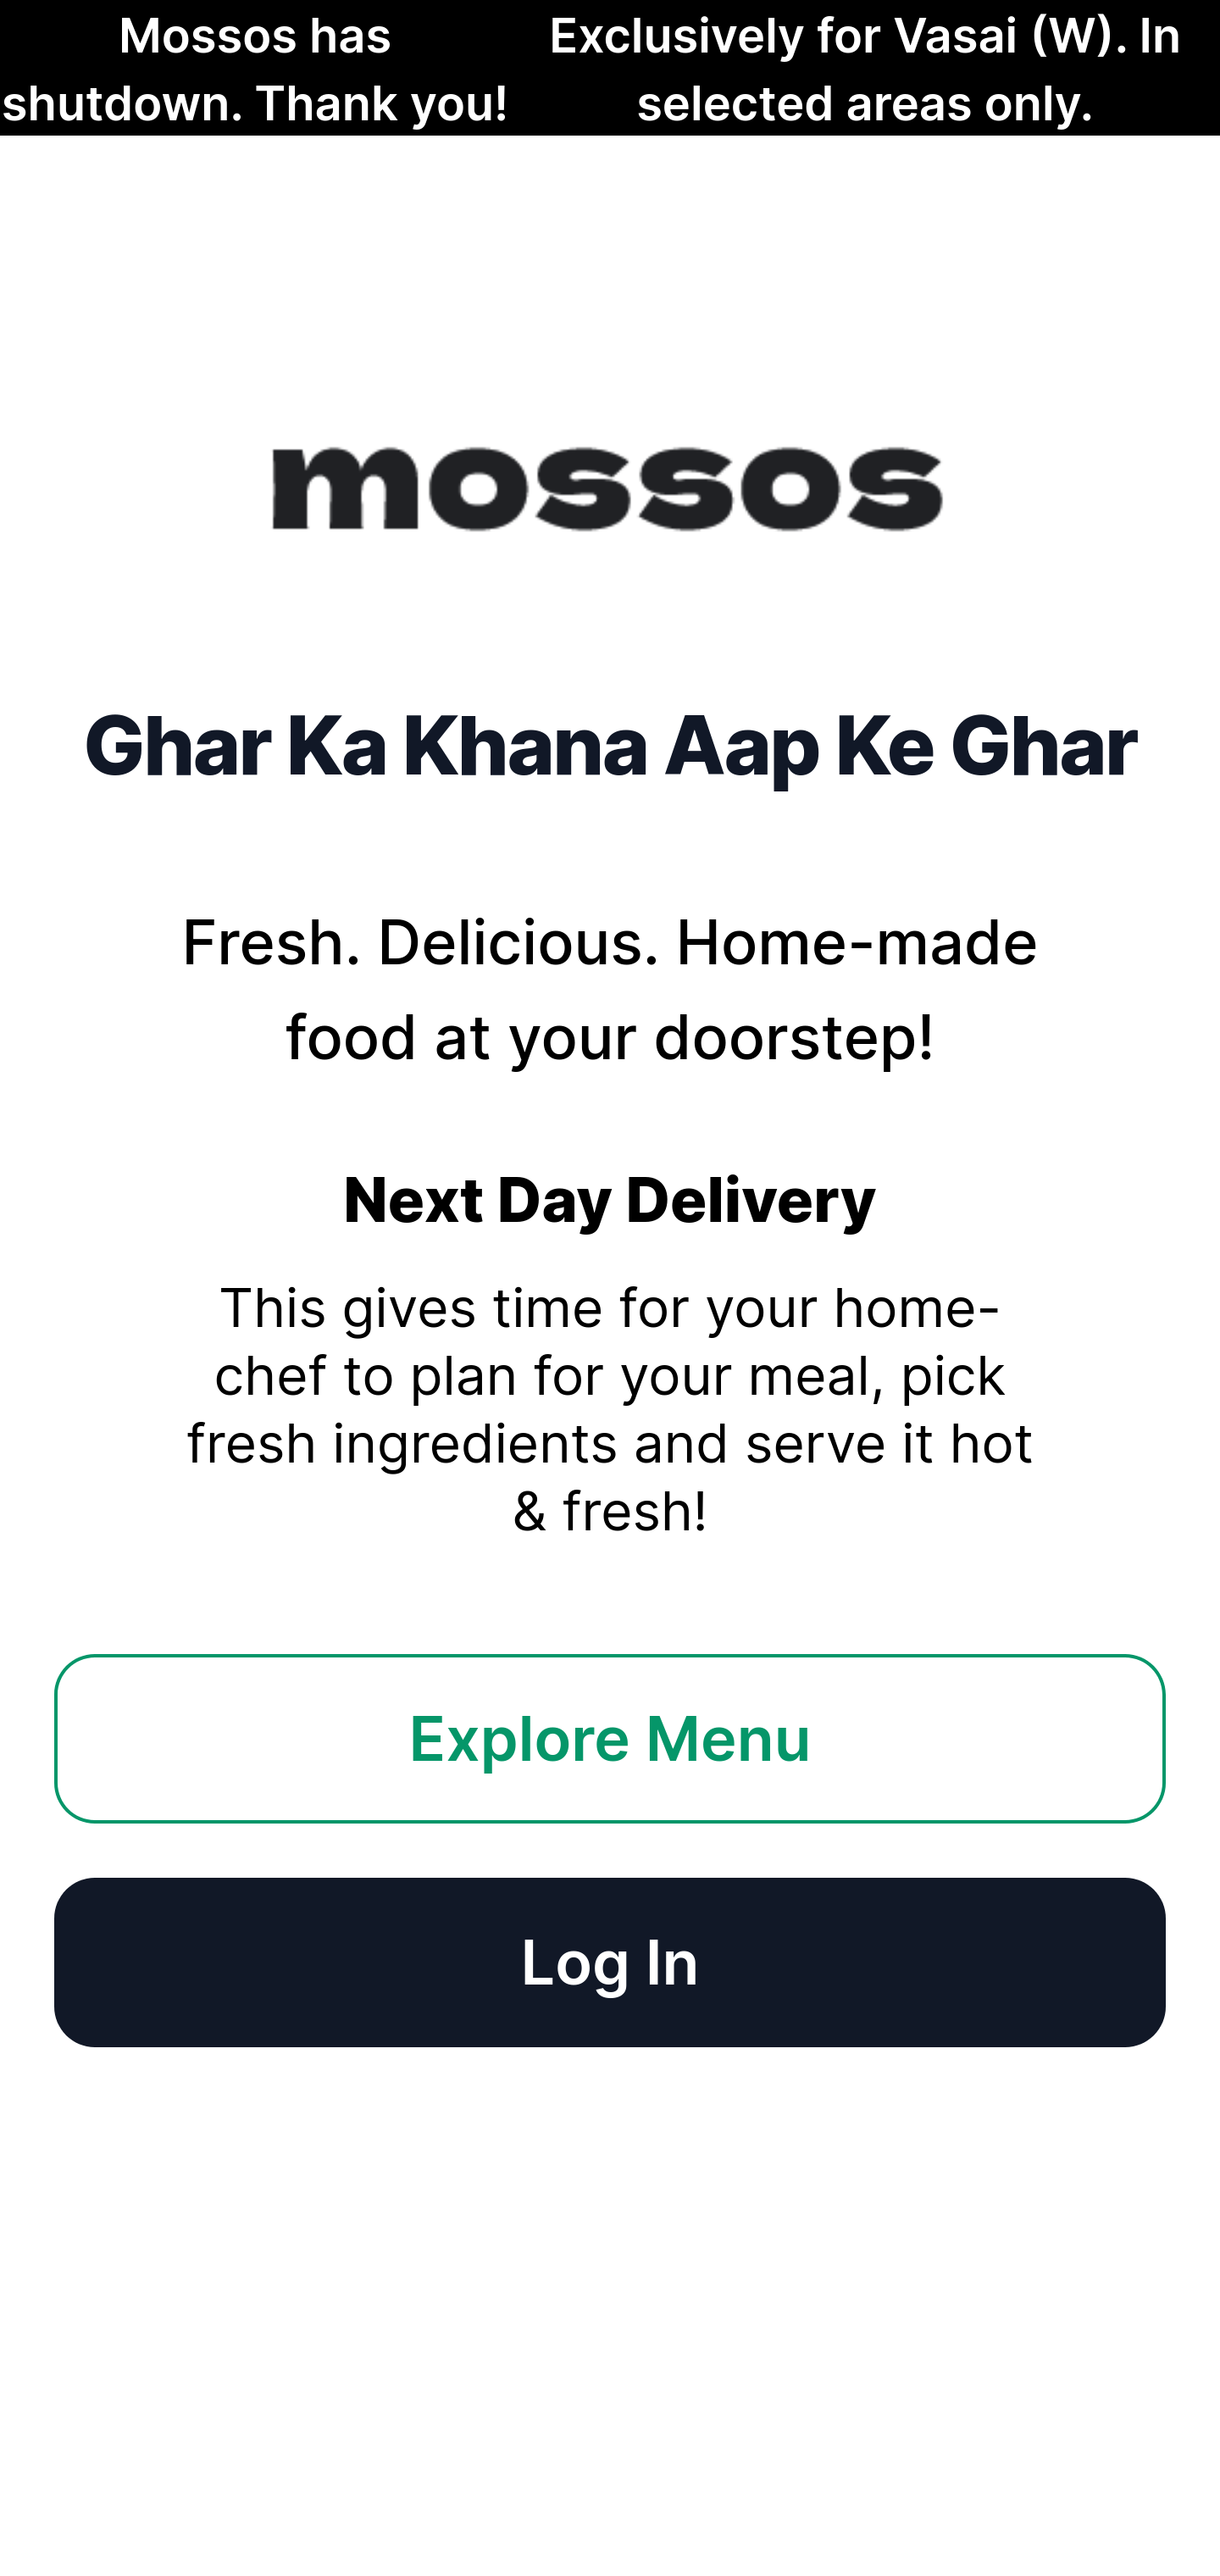 Mossos has
shutdown. Thank you!
Exclusively for Vasai (W). In
selected areas only.
mossos
Ghar Ka Khana Aap Ke Ghar
Fresh. Delicious. Home-made
food at your doorstep!
Next Day Delivery
This gives time for your home-
chef to plan for your meal, pick
fresh ingredients and serve it hot
& fresh!
Explore Menu
Log In